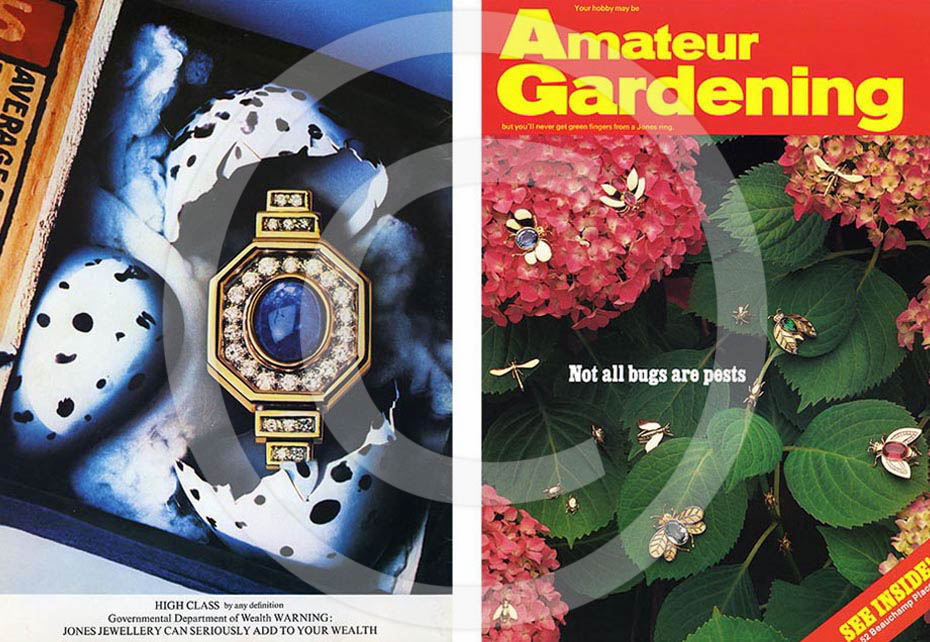 AVERAGE
HIGH CLASS by any definition
Governmental Department of Wealth WARNING:
JONES JEWELLERY CAN SERIOUSLY ADD TO YOUR WEALTH
Your hobby may be
Amateur
Gardening
but you'll never get green fingers from a Jones ring.
Not all bugs are pests
SEE INSIDE!
52 Beauchamp Place